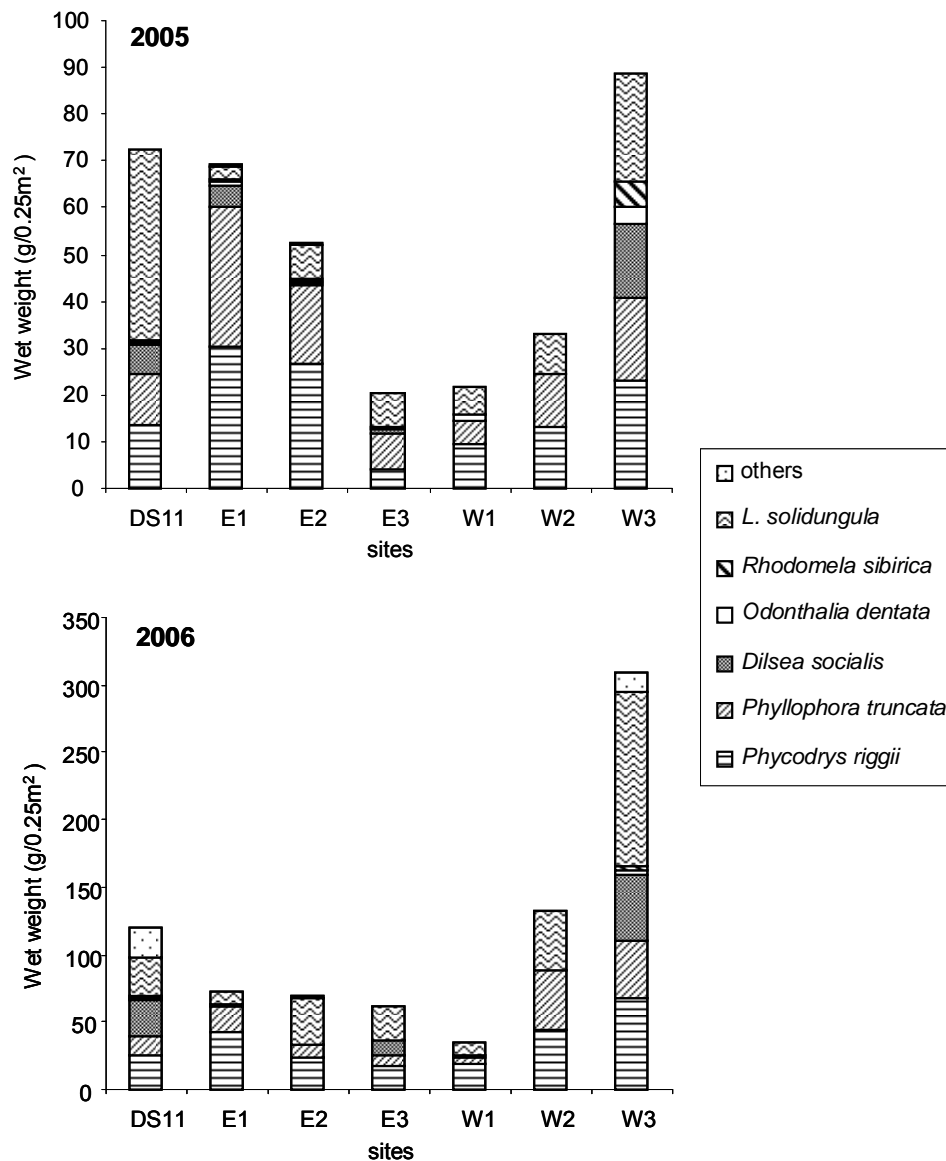 2005
Wet weight (g/0.25m²)
100
90
80
70
60
50
40
30
20
10
0
DS11 E1 E2 E3 W1 W2 W3
sites
others
L. solidungula
Rhodomela sibirica
Odonthalia dentata
Dilsea socialis
Phyllophora truncata
Phycodrys riggii
2006
Wet weight (g/0.25m²)
350
300
250
200
150
100
50
0
DS11 E1 E2 E3 W1 W2 W3
sites